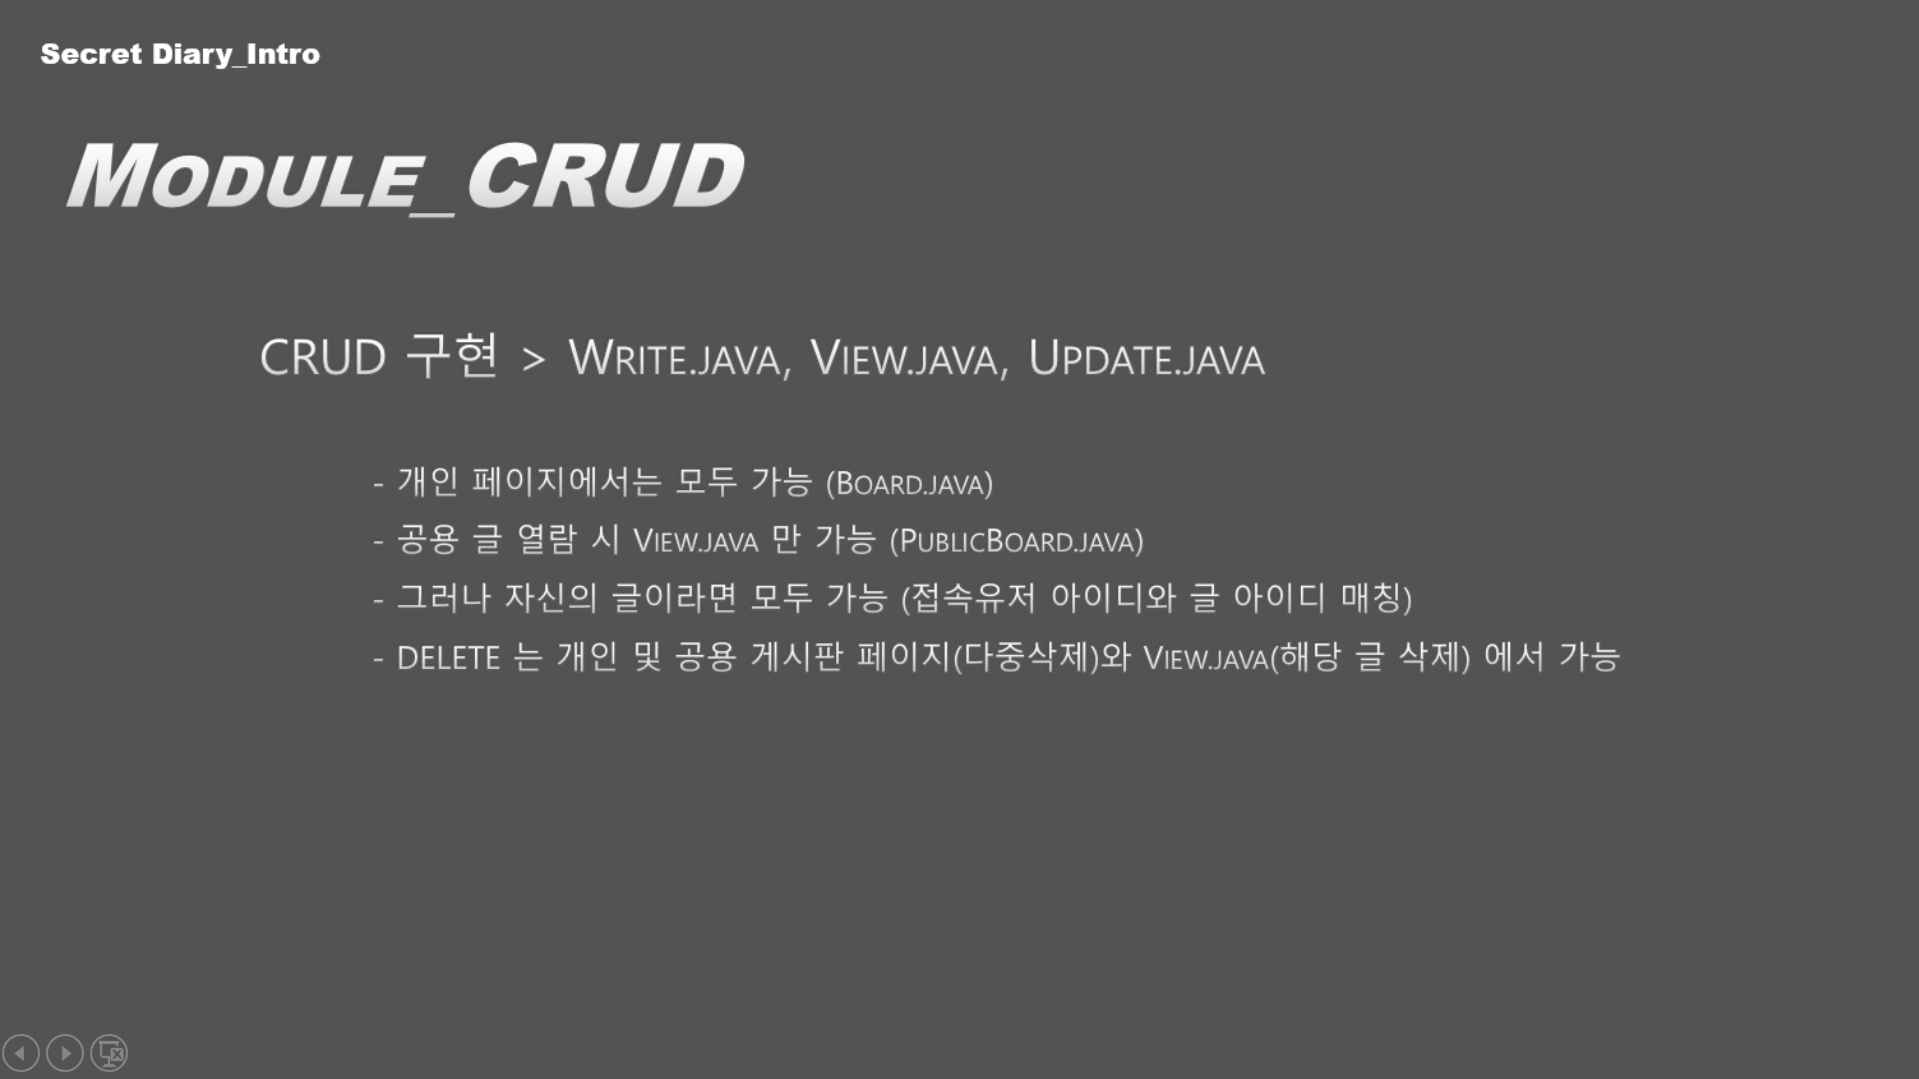 Secret Diary_Intro
MODULE_CRUD
CRUD 구현 > WRITE.JAVA, VIEW.JAVA, UPDATE.JAVA
- 개인 페이지에서는 모두 가능 (BOARD.JAVA)
- 공용 글 열람 시 VIEW.JAVA 만 가능 (PUBLICBOARD.JAVA)
- 그러나 자신의 글이라면 모두 가능 (접속유저 아이디와 글 아이디 매칭)
- DELETE 는 개인 및 공용 게시판 페이지(다중삭제)와 VIEW.JAVA(해당 글 삭제) 에서 가능